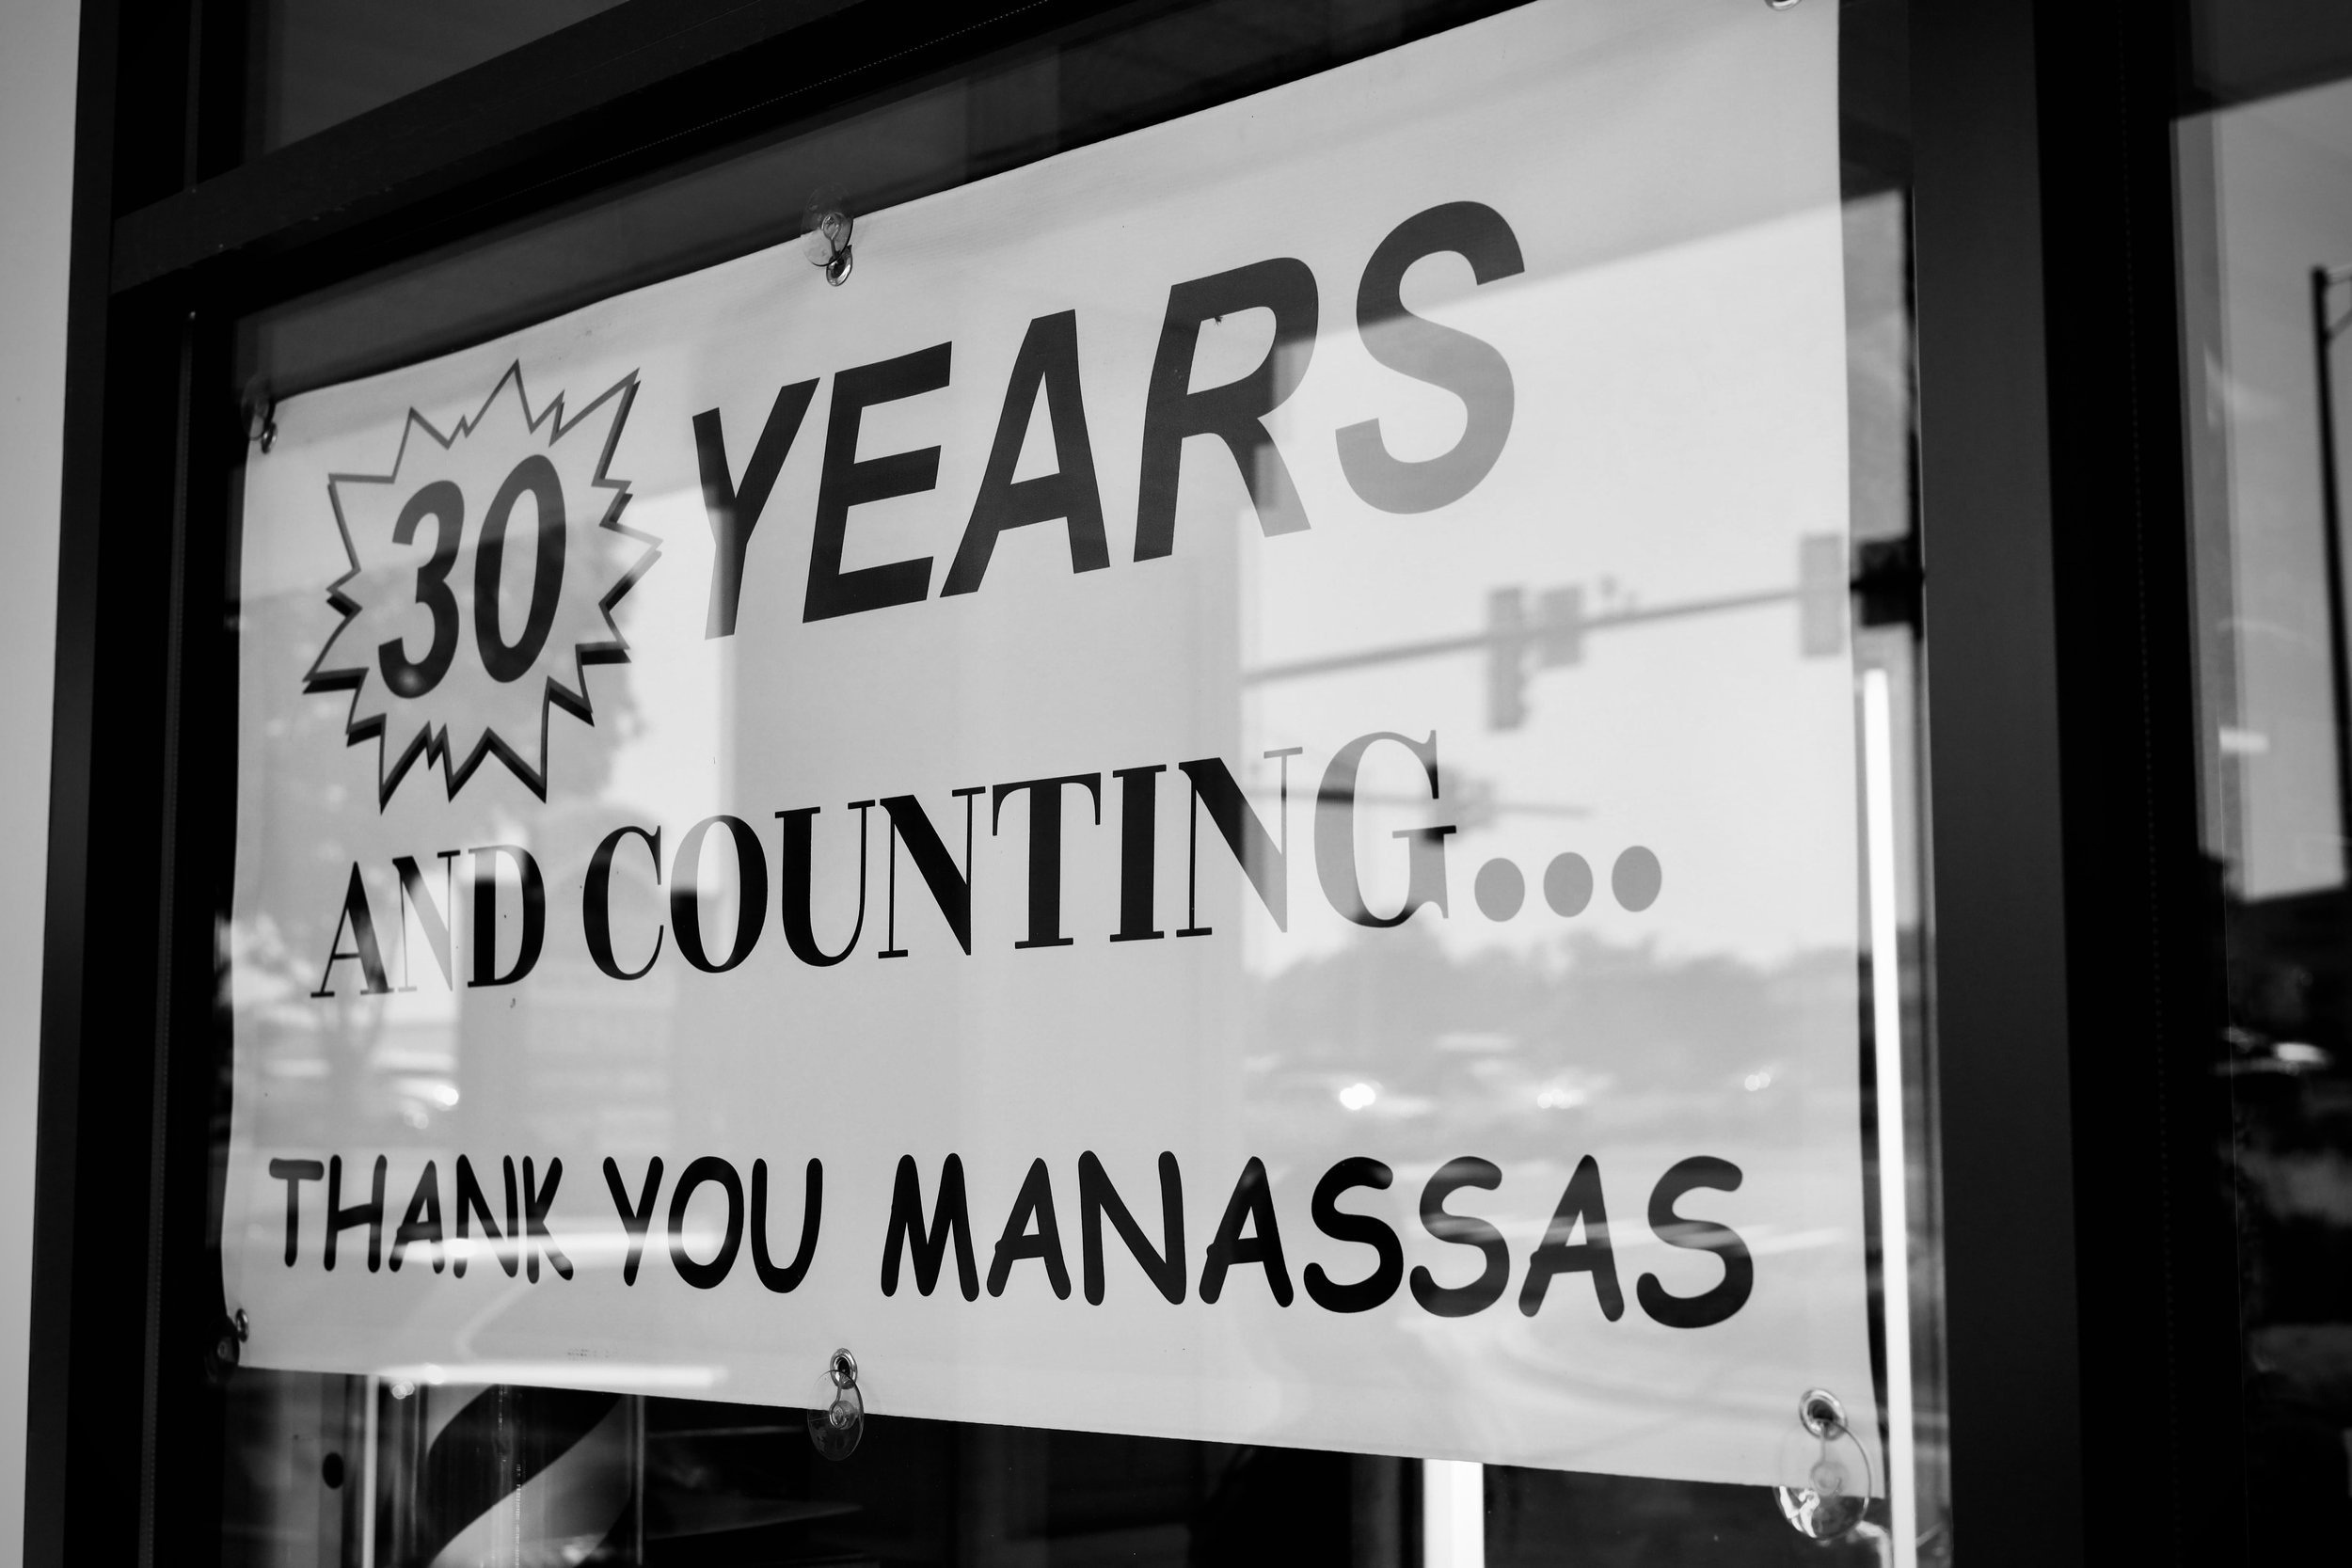 30 YEARS
AND COUNTING...
THANK YOU MANASSAS